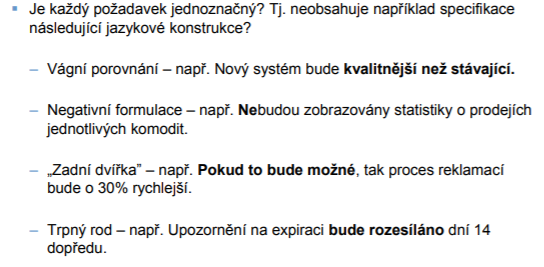 ▪ Je každý požadavek jednoznačný? Tj. neobsahuje například specifikace
následující jazykové konstrukce?
– Vágní porovnání – např. Nový systém bude kvalitnější než stávající.
– Negativní formulace – např. Nebudou zobrazovány statistiky o prodejích
jednotlivých komodit.
– „Zadní dvířka" – např. Pokud to bude možné, tak proces reklamací
bude o 30% rychlejší.
– Trpný rod – např. Upozornění na expiraci bude rozesíláno dní 14
dopředu.